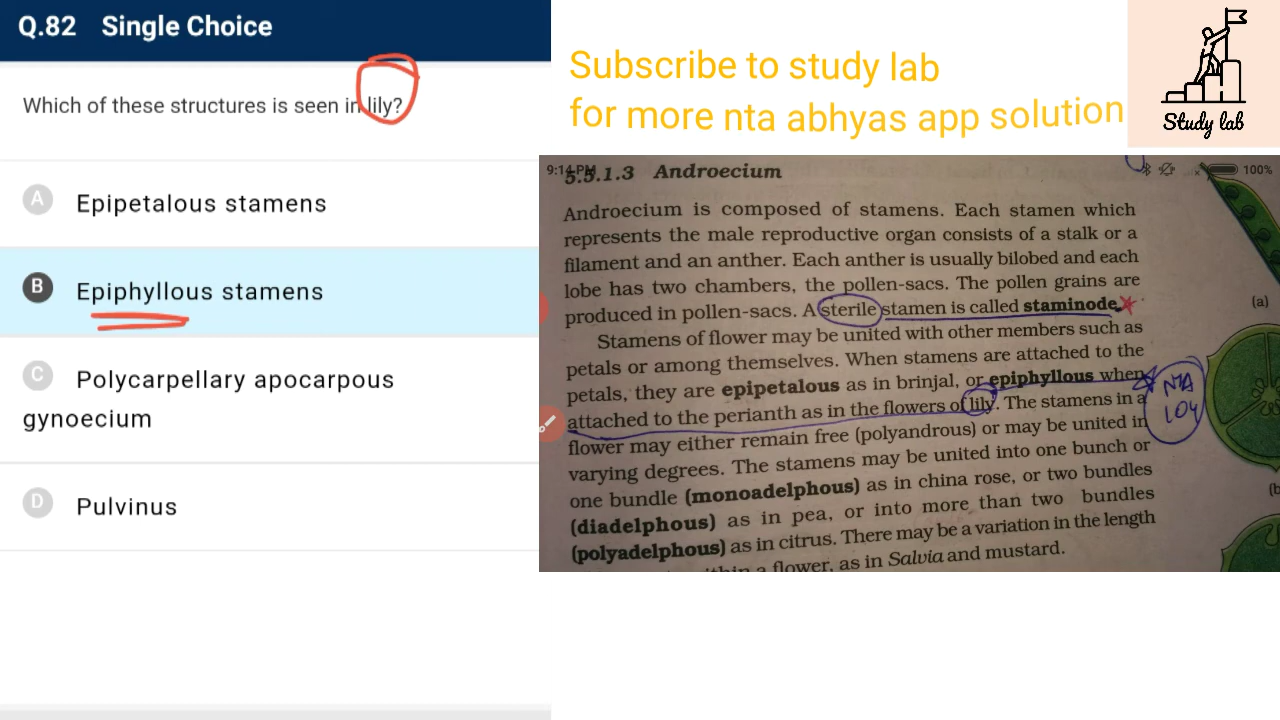 Q.82 Single Choice
Which of these structures is seen in lily?
A Epipetalous stamens
B Epiphyllous stamens
C Polycarpellary apocarpous
gynoecium
D Pulvinus
Subscribe to study lab
for more nta abhyas app solution
Study lab
9:14 PM
100%
5.5.1.3 Androecium
Androecium is composed of stamens. Each stamen which
represents the male reproductive organ consists of a stalk or a
filament and an anther. Each anther is usually bilobed and each
lobe has two chambers, the pollen-sacs. The pollen grains are
produced in pollen-sacs. A sterile stamen is called staminode.
Stamens of flower may be united with other members such as
petals or among themselves. When stamens are attached to the
petals, they are epipetalous as in brinjal, or epiphyllous when
attached to the perianth as in the flowers of lily. The stamens in a
flower may either remain free (polyandrous) or may be united in
varying degrees. The stamens may be united into one bunch or
one bundle (monoadelphous) as in china rose, or two bundles
(diadelphous) as in pea, or into more than two bundles
(polyadelphous) as in citrus. There may be a variation in the length
a flower, as in Salvia and mustard.
NTA
104
(a)
(b